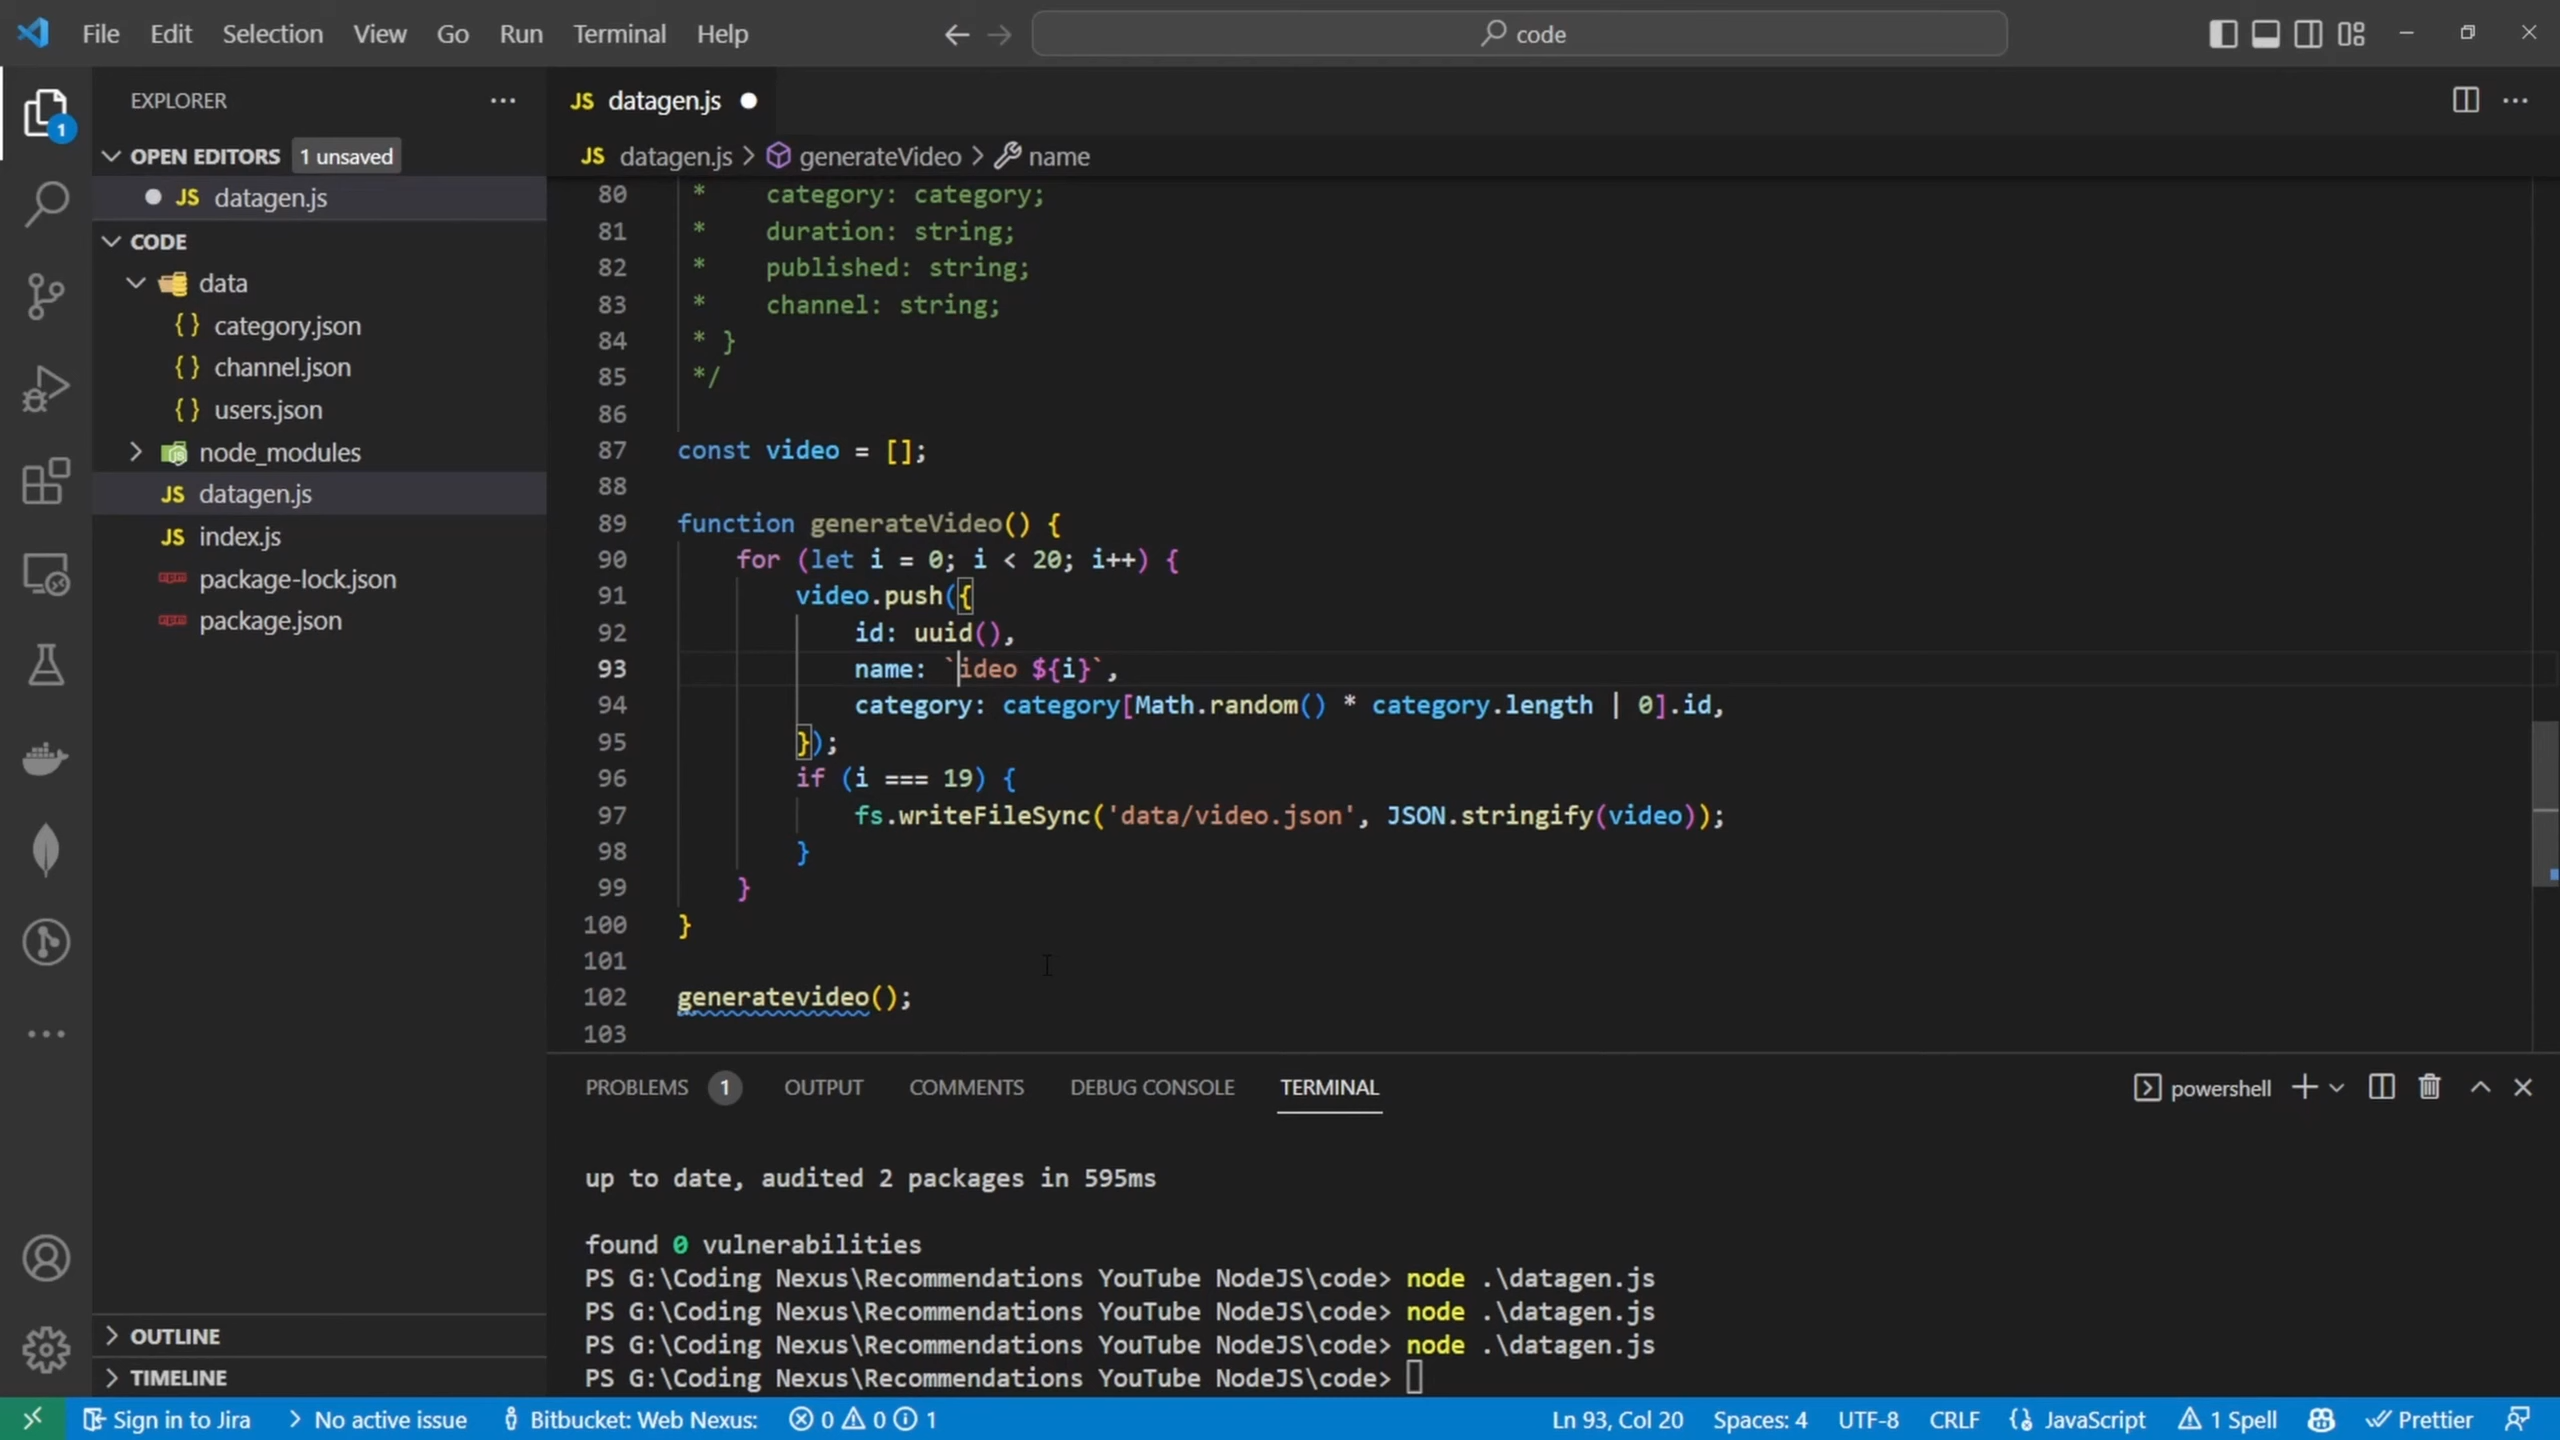 File Edit Selection View Go Run Terminal Help
code
EXPLORER
OPEN EDITORS 1 unsaved
JS datagen.js
CODE
data
{ } category.json
{ } channel.json
{ } users.json
node_modules
JS datagen.js
JS index.js
package-lock.json
package.json
OUTLINE
TIMELINE
1
JS datagen.js
JS datagen.js > generateVideo > name
80 * category: category;
81 * duration: string;
82 * published: string;
83 * channel: string;
84 * }
85 */
86
87 const video = [];
88
89 function generateVideo() {
90 for (let i = 0; i < 20; i++) {
91 video.push({
92 id: uuid(),
93 name: `ideo ${i}`,
94 category: category[Math.random() * category.length | 0].id,
95 });
96 if (i === 19) {
97 fs.writeFileSync('data/video.json', JSON.stringify(video));
98 }
99 }
100 }
101
102 generatevideo();
103
PROBLEMS 1 OUTPUT COMMENTS DEBUG CONSOLE TERMINAL
powershell
up to date, audited 2 packages in 595ms
found 0 vulnerabilities
PS G:\Coding Nexus\Recommendations YouTube NodeJS\code> node .\datagen.js
PS G:\Coding Nexus\Recommendations YouTube NodeJS\code> node .\datagen.js
PS G:\Coding Nexus\Recommendations YouTube NodeJS\code> node .\datagen.js
PS G:\Coding Nexus\Recommendations YouTube NodeJS\code>
Sign in to Jira > No active issue Bitbucket: Web Nexus: 0 0 1 Ln 93, Col 20 Spaces: 4 UTF-8 CRLF JavaScript 1 Spell Prettier